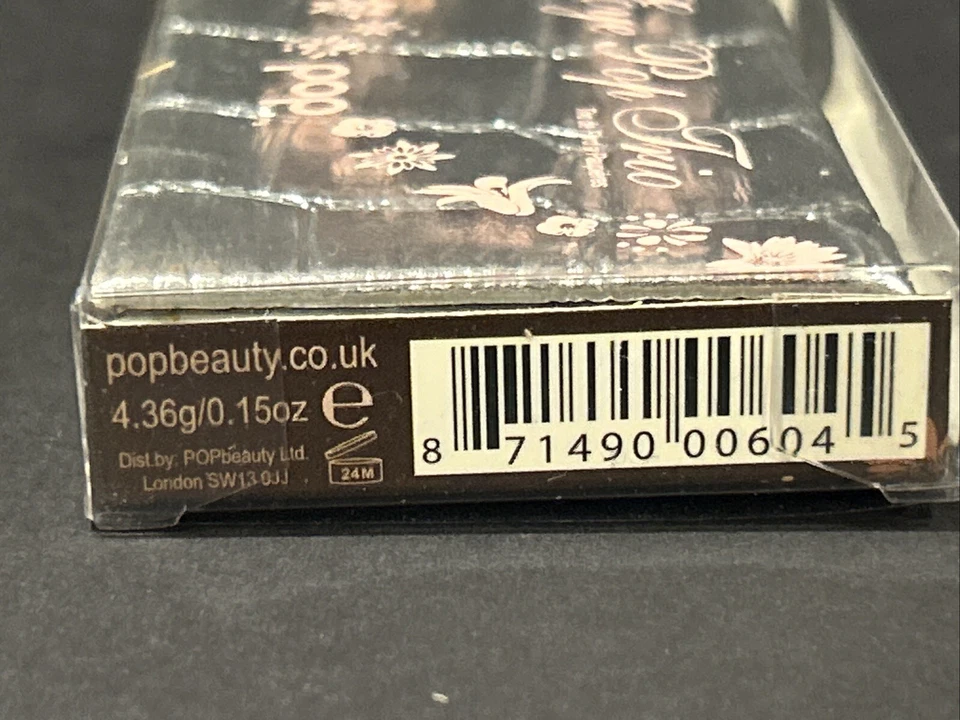 pop
Pop Trio
popbeauty.co.uk
4.36g/0.15oz e
Dist.by: POPbeauty Ltd.
London SW13 0JJ
24M
8 71490 00604 5